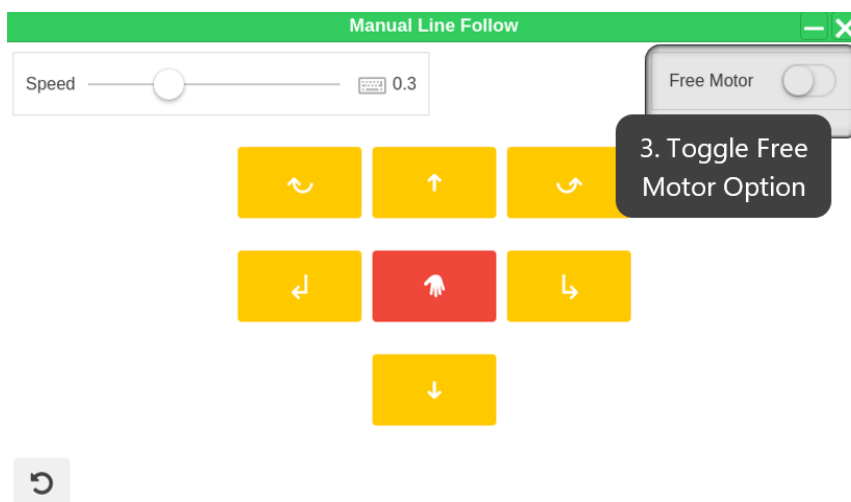 Manual Line Follow
Speed
0.3
Free Motor
3. Toggle Free
Motor Option